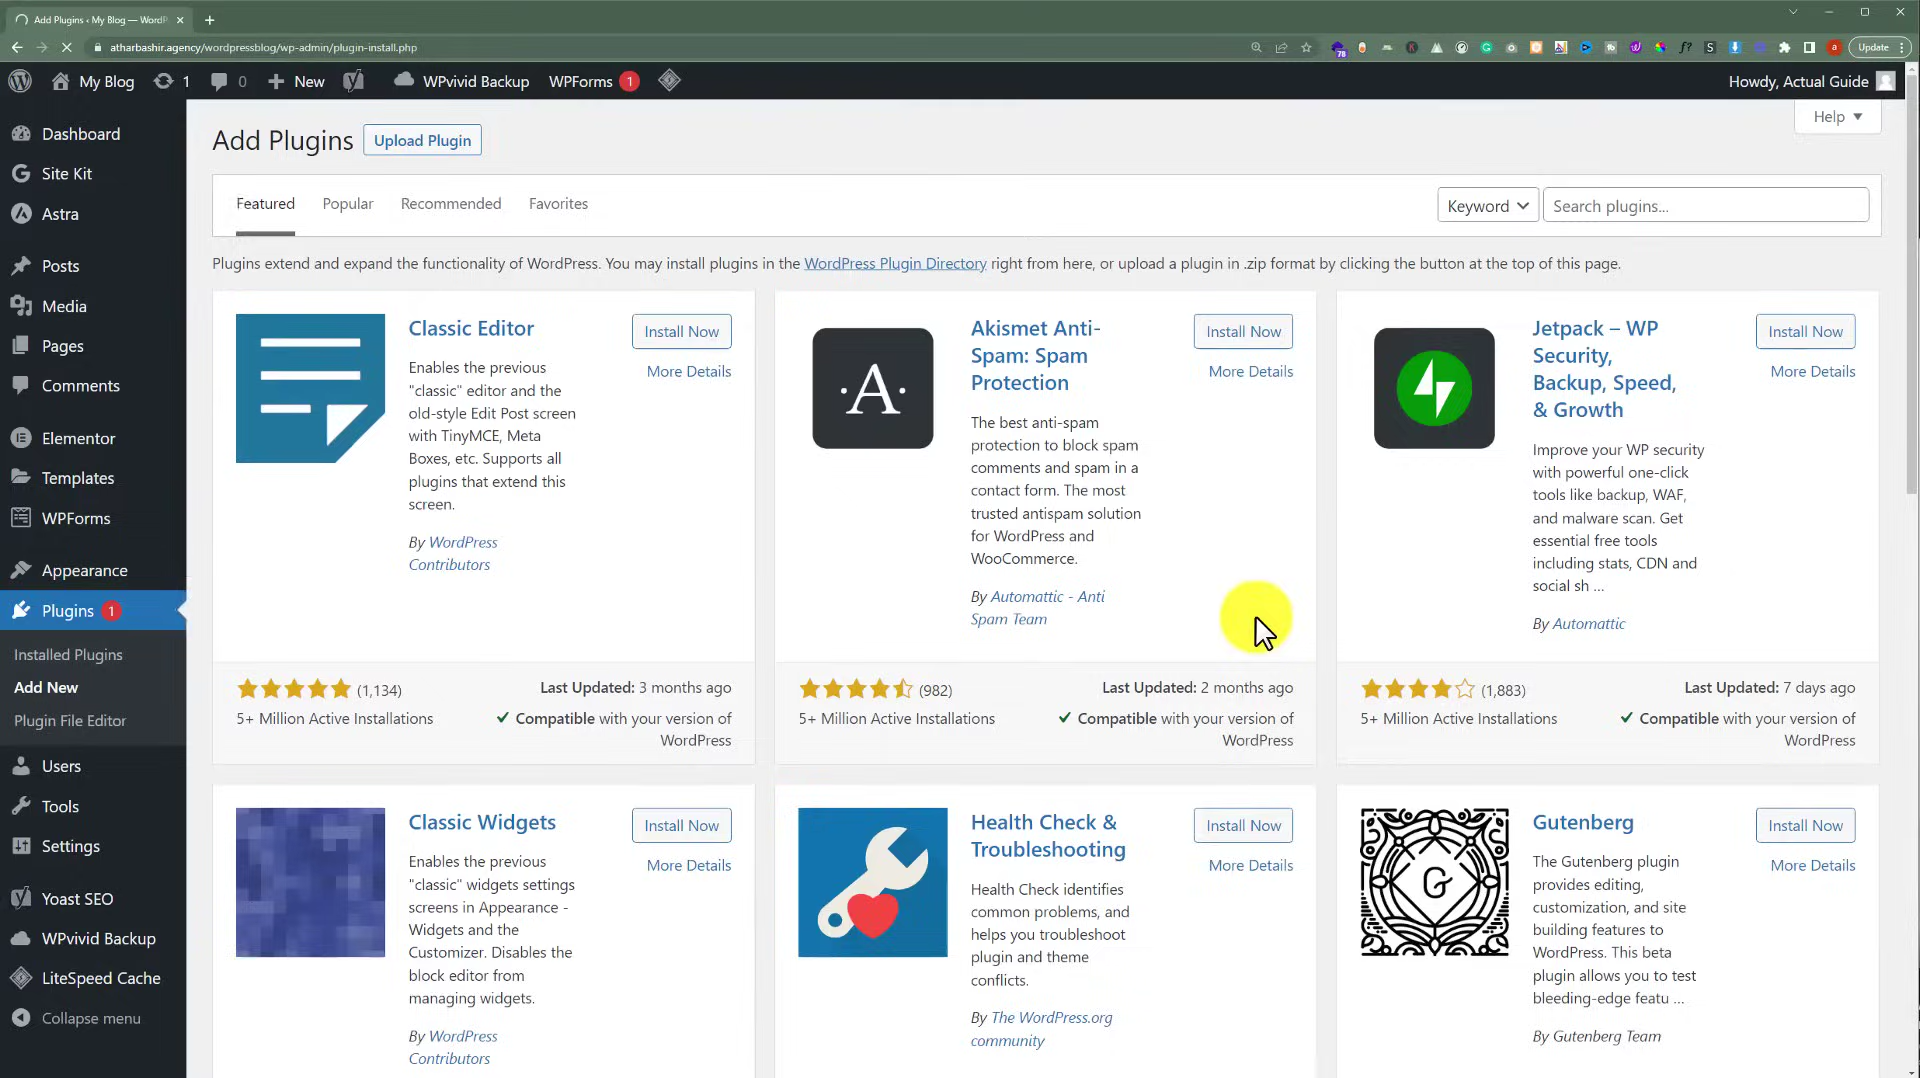 Add Plugins ‹ My Blog — WordP
atharbashir.agency/wordpressblog/wp-admin/plugin-install.php
78
a
Update
My Blog 1 0 New WPvivid Backup WPForms 1
Howdy, Actual Guide
Dashboard
Site Kit
Astra
Posts
Media
Pages
Comments
Elementor
Templates
WPForms
Appearance
Plugins 1
Installed Plugins
Add New
Plugin File Editor
Users
Tools
Settings
Yoast SEO
WPvivid Backup
LiteSpeed Cache
Collapse menu
Help
Add Plugins Upload Plugin
Featured Popular Recommended Favorites
Keyword Search plugins...
Plugins extend and expand the functionality of WordPress. You may install plugins in the WordPress Plugin Directory right from here, or upload a plugin in .zip format by clicking the button at the top of this page.
Classic Editor
Install Now
More Details
Enables the previous
"classic" editor and the
old-style Edit Post screen
with TinyMCE, Meta
Boxes, etc. Supports all
plugins that extend this
screen.
By WordPress
Contributors
(1,134)
5+ Million Active Installations
Last Updated: 3 months ago
✓ Compatible with your version of
WordPress
·A·
Akismet Anti-
Spam: Spam
Protection
Install Now
More Details
The best anti-spam
protection to block spam
comments and spam in a
contact form. The most
trusted antispam solution
for WordPress and
WooCommerce.
By Automattic - Anti
Spam Team
(982)
5+ Million Active Installations
Last Updated: 2 months ago
✓ Compatible with your version of
WordPress
Jetpack – WP
Security,
Backup, Speed,
& Growth
Install Now
More Details
Improve your WP security
with powerful one-click
tools like backup, WAF,
and malware scan. Get
essential free tools
including stats, CDN and
social sh ...
By Automattic
(1,883)
5+ Million Active Installations
Last Updated: 7 days ago
✓ Compatible with your version of
WordPress
Classic Widgets
Install Now
More Details
Enables the previous
"classic" widgets settings
screens in Appearance -
Widgets and the
Customizer. Disables the
block editor from
managing widgets.
By WordPress
Contributors
Health Check &
Troubleshooting
Install Now
More Details
Health Check identifies
common problems, and
helps you troubleshoot
plugin and theme
conflicts.
By The WordPress.org
community
G
Gutenberg
Install Now
More Details
The Gutenberg plugin
provides editing,
customization, and site
building features to
WordPress. This beta
plugin allows you to test
bleeding-edge featu ...
By Gutenberg Team